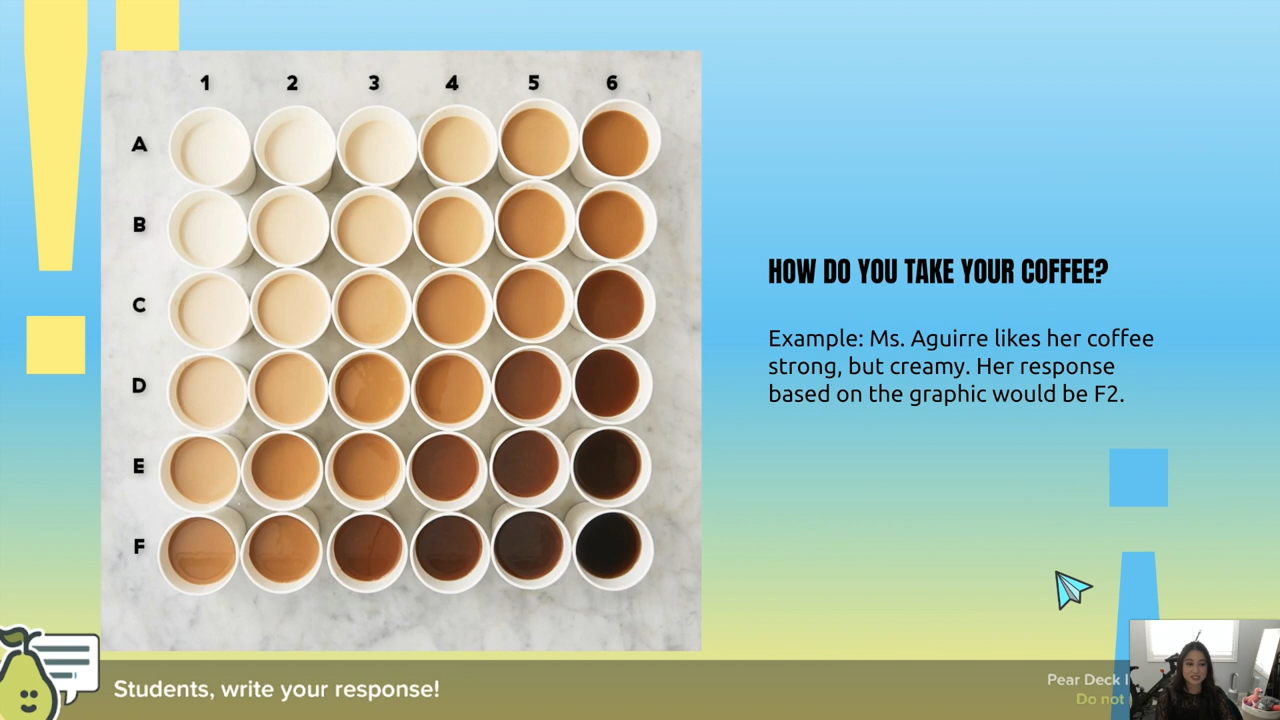 1 2 3 4 5 6
A
B
C
D
E
F
HOW DO YOU TAKE YOUR COFFEE?
Example: Ms. Aguirre likes her coffee
strong, but creamy. Her response
based on the graphic would be F2.
Students, write your response!
Pear Deck
Do not